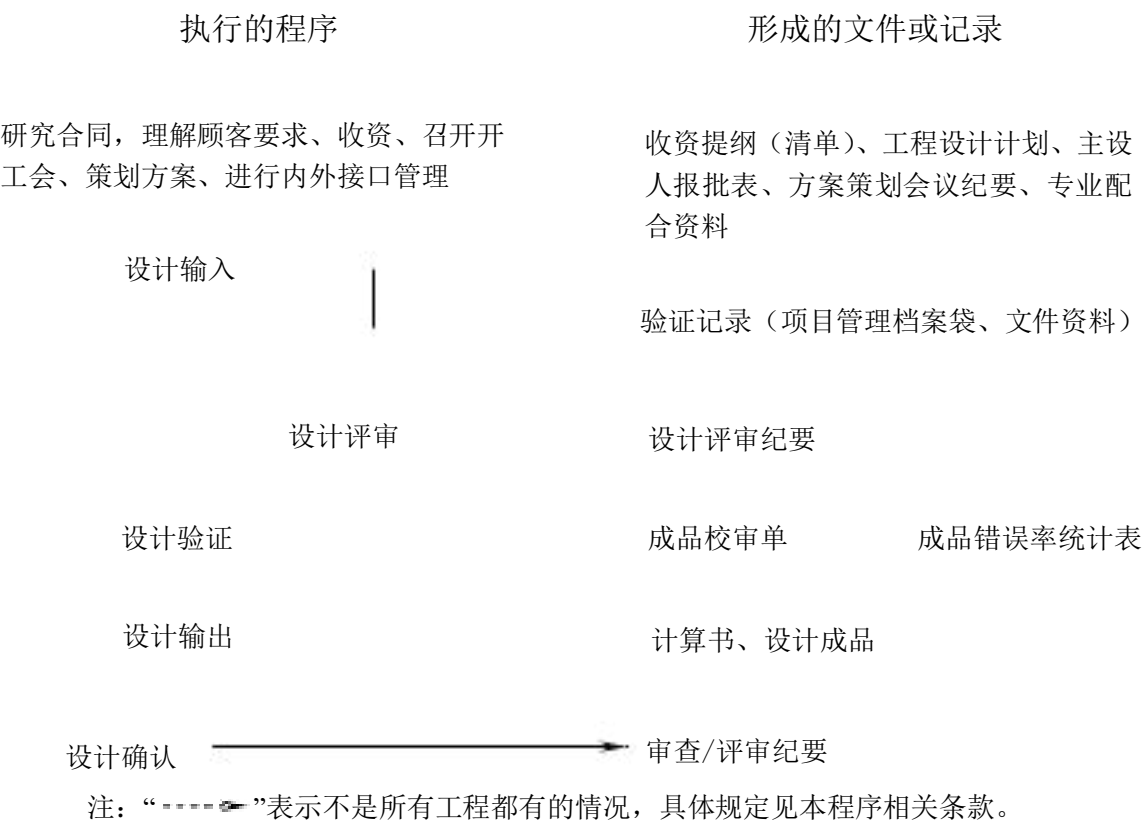 执行的程序
形成的文件或记录
研究合同，理解顾客要求、收资、召开开
工会、策划方案、进行内外接口管理
收资提纲（清单）、工程设计计划、主设
人报批表、方案策划会议纪要、专业配
合资料
设计输入
验证记录（项目管理档案袋、文件资料）
设计评审
设计评审纪要
设计验证
成品校审单
成品错误率统计表
设计输出
计算书、设计成品
设计确认
审查/评审纪要
注：“ ”表示不是所有工程都有的情况，具体规定见本程序相关条款。